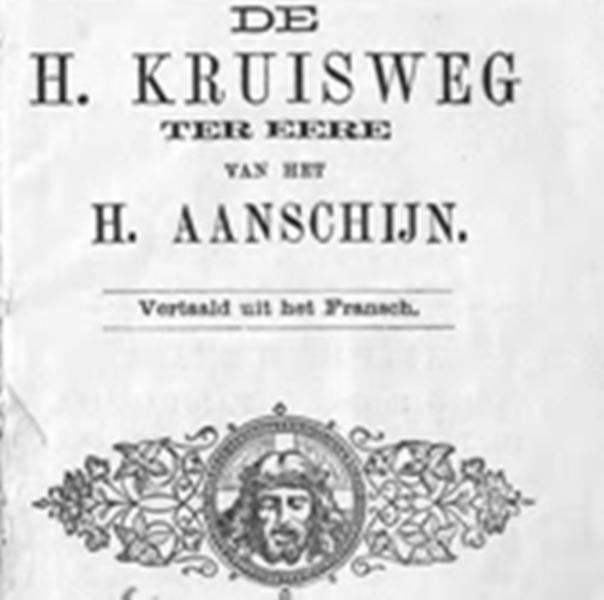 DE
H. KRUISWEG
TER EERE
VAN HET
H. AANSCHIJN.
Vertaald uit het Fransch.